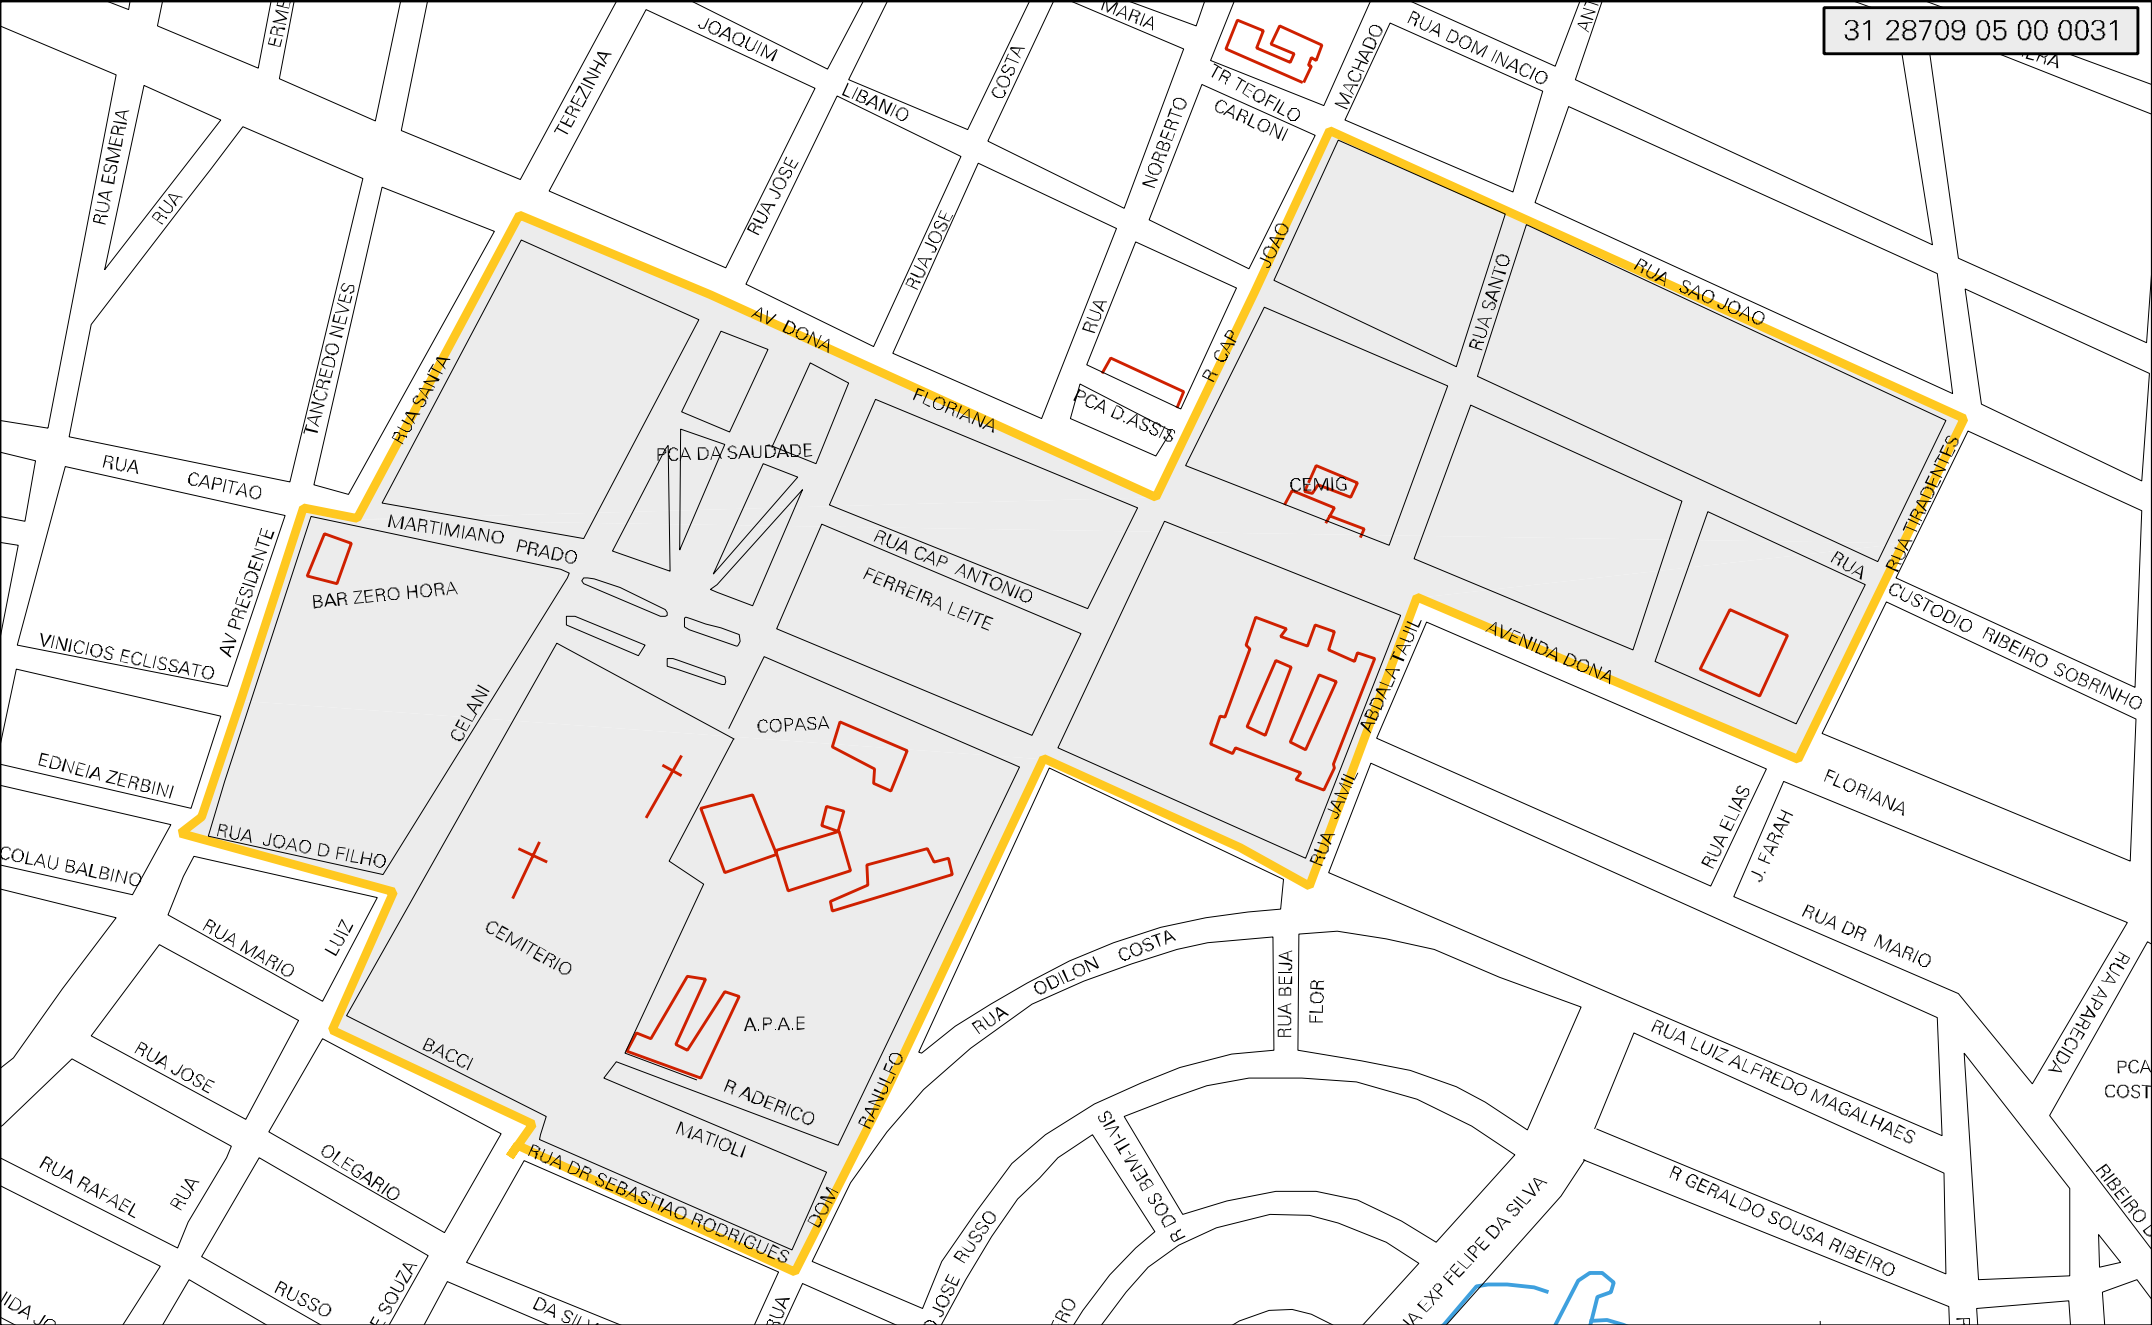 31 28709 05 00 0031
MARIA
JOAQUIM
RUA DOM INACIO
COSTA
MACHADO
TEREZINHA
LIBANIO
TR TEOFILO
CARLONI
RUA ESMERIA
RUA
RUA JOSE
RUA JOSE
NORBERTO
JOAO
RUA SANTO
RUA SAO JOAO
TANCREDO NEVES
RUA SANTA
AV DONA
FLORIANA
RUA
R CAP
PCA D.ASSIS
RUA
CAPITAO
PCA DA SAUDADE
CEMIG
RUA TIRADENTES
MARTIMIANO PRADO
RUA CAP ANTONIO
FERREIRA LEITE
RUA
CUSTODIO RIBEIRO SOBRINHO
AV PRESIDENTE
BAR ZERO HORA
VINICIOS ECLISSATO
AVENIDA DONA
ABDALA TAUIL
CELANI
COPASA
EDNEIA ZERBINI
FLORIANA
RUA JAMIL
RUA ELIAS
J. FARAH
RUA JOAO D FILHO
COLAU BALBINO
RUA MARIO
LUIZ
CEMITERIO
RUA ODILON COSTA
RUA BEIJA
FLOR
RUA DR MARIO
RUA APARECIDA
A.P.A.E
BACCI
RUA JOSE
R ADERICO
MATIOLI
RANULFO
RUA LUIZ ALFREDO MAGALHAES
PCA
COST
R DOS BEM-TI-VIS
OLEGARIO
RUA RAFAEL
RUA
RUA DR SEBASTIAO RODRIGUES
DOM
R GERALDO SOUSA RIBEIRO
RIBEIRO
RUSSO
JOSE RUSSO
EXP FELIPE DA SILVA
SOUZA
RUA